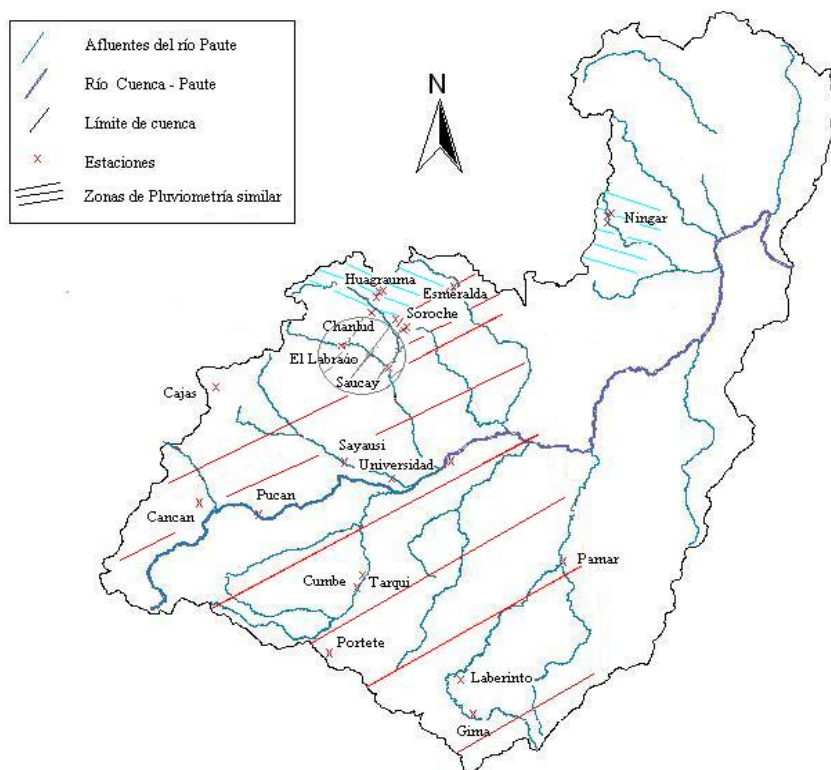 Afluentes del río Paute
Río Cuenca - Paute
Límite de cuenca
Estaciones
Zonas de Pluviometría similar
N
Ningar
Huagrauma
Esmeralda
Soroche
Chanlud
El Labrado
Saucay
Cajas
Sayausi
Universidad
Pucan
Cancan
Pamar
Cumbe
Tarqui
Portete
Laberinto
Gima